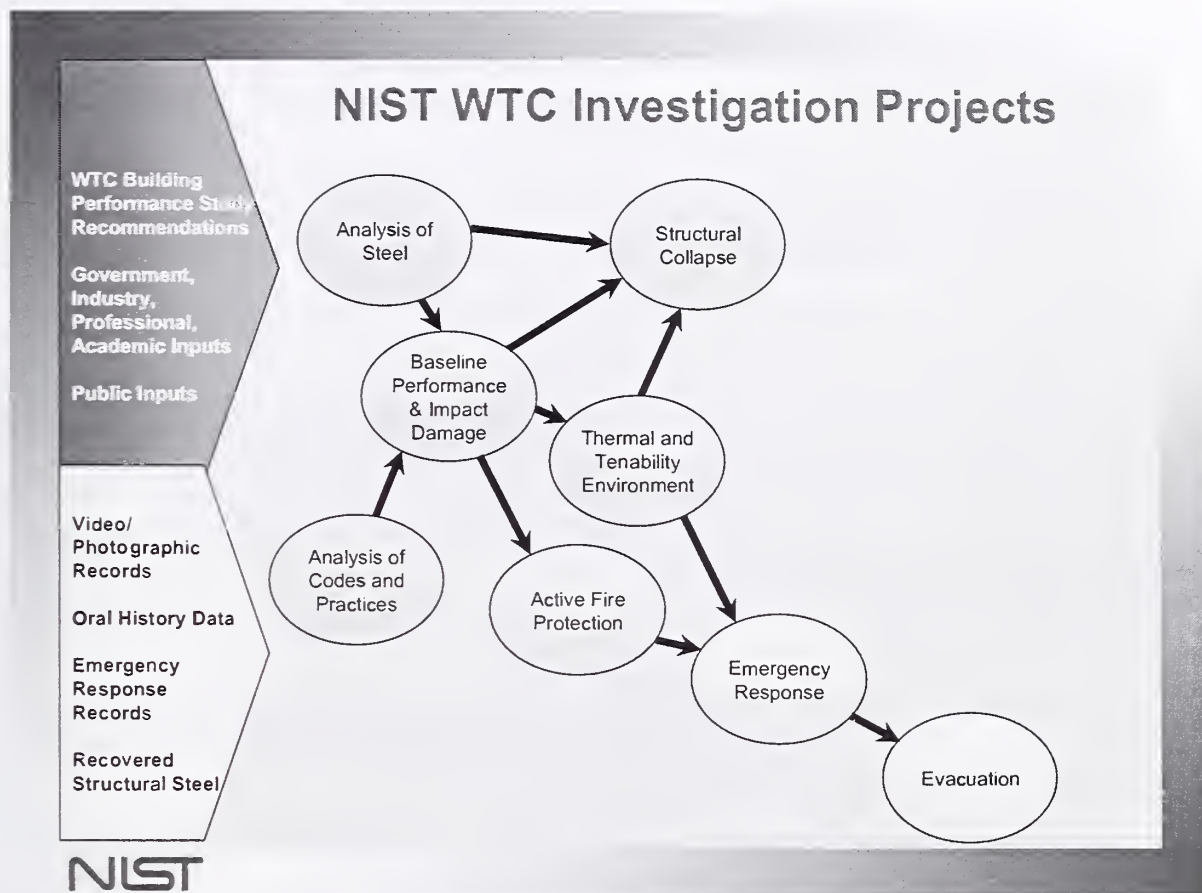 NIST WTC Investigation Projects
WTC Building
Performance Study
Recommendations
Government,
Industry,
Professional,
Academic Inputs
Public Inputs
Video/
Photographic
Records
Oral History Data
Emergency
Response
Records
Recovered
Structural Steel
Analysis of
Steel
Structural
Collapse
Baseline
Performance
& Impact
Damage
Thermal and
Tenability
Environment
Analysis of
Codes and
Practices
Active Fire
Protection
Emergency
Response
Evacuation
NIST